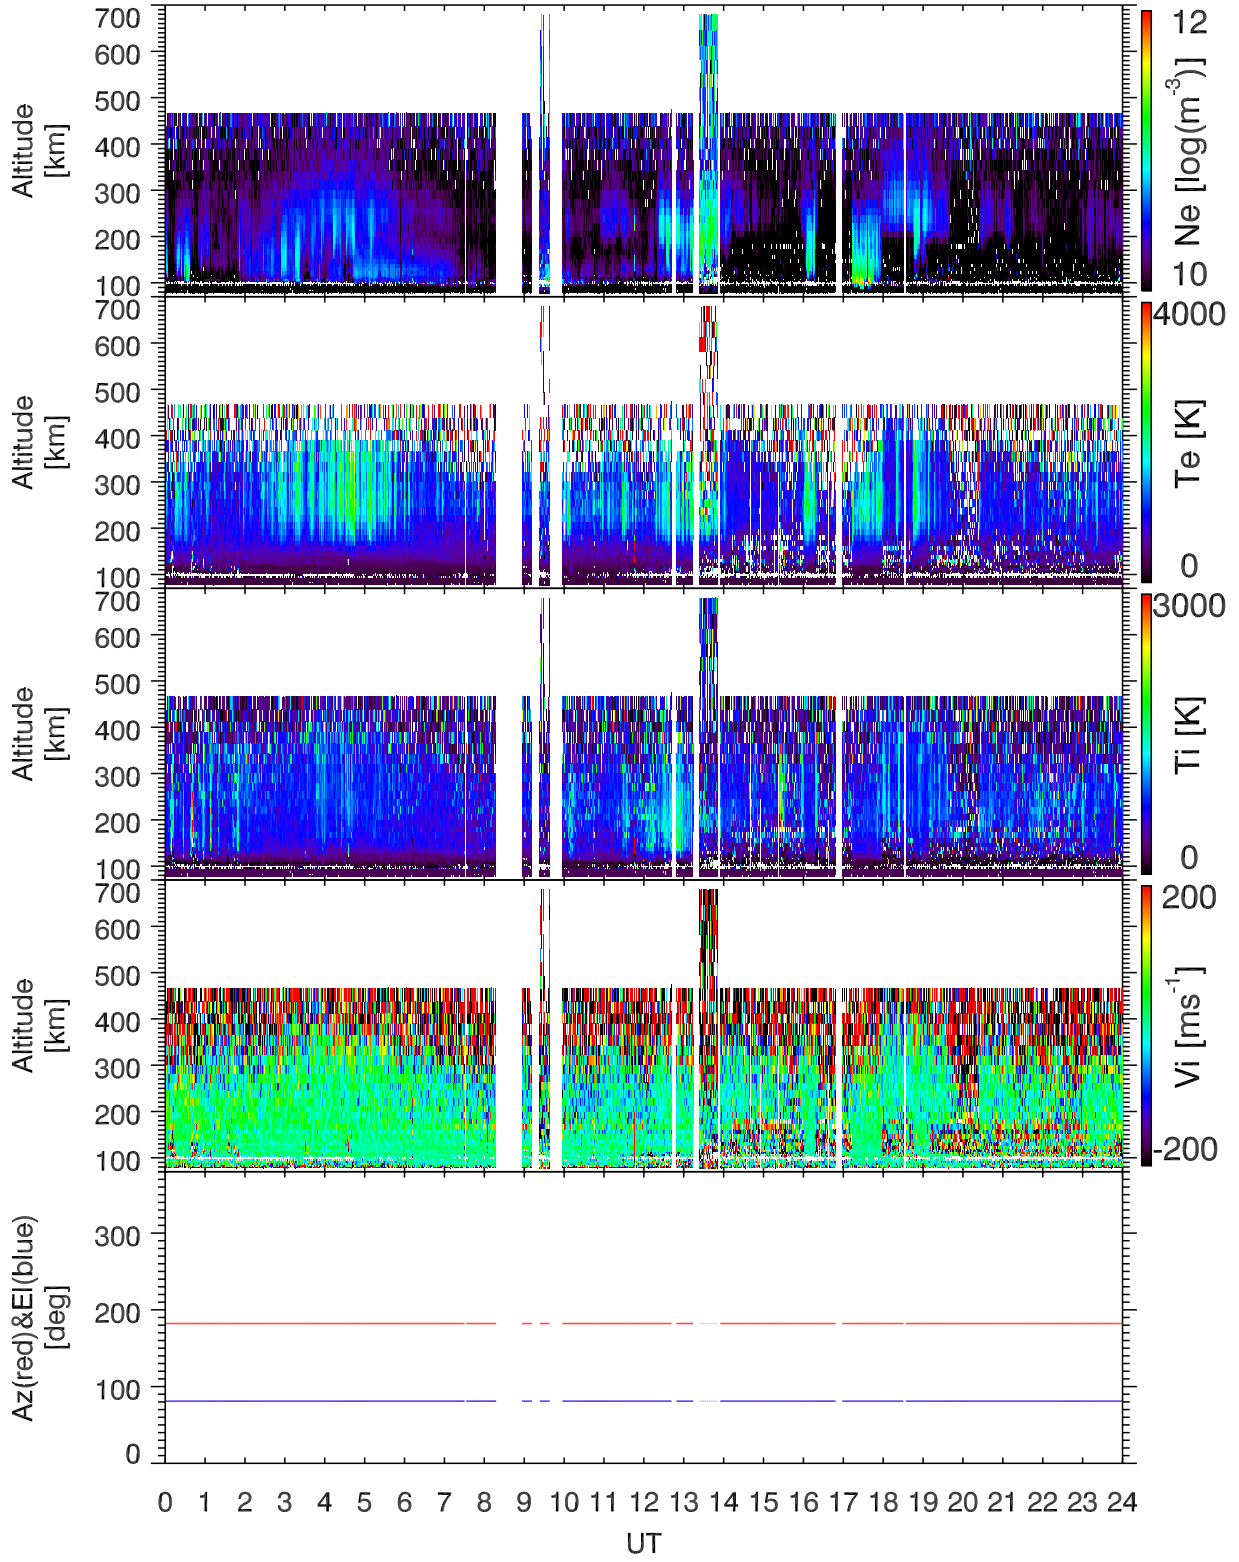 700
600
500
400
300
200
100
Altitude
[km]
12
10
Ne [log(m⁻³)]
700
600
500
400
300
200
100
Altitude
[km]
4000
0
Te [K]
700
600
500
400
300
200
100
Altitude
[km]
3000
0
Ti [K]
700
600
500
400
300
200
100
Altitude
[km]
200
-200
Vi [ms⁻¹]
300
200
100
0
Az(red)&El(blue)
[deg]
0 1 2 3 4 5 6 7 8 9 10 11 12 13 14 15 16 17 18 19 20 21 22 23 24
UT